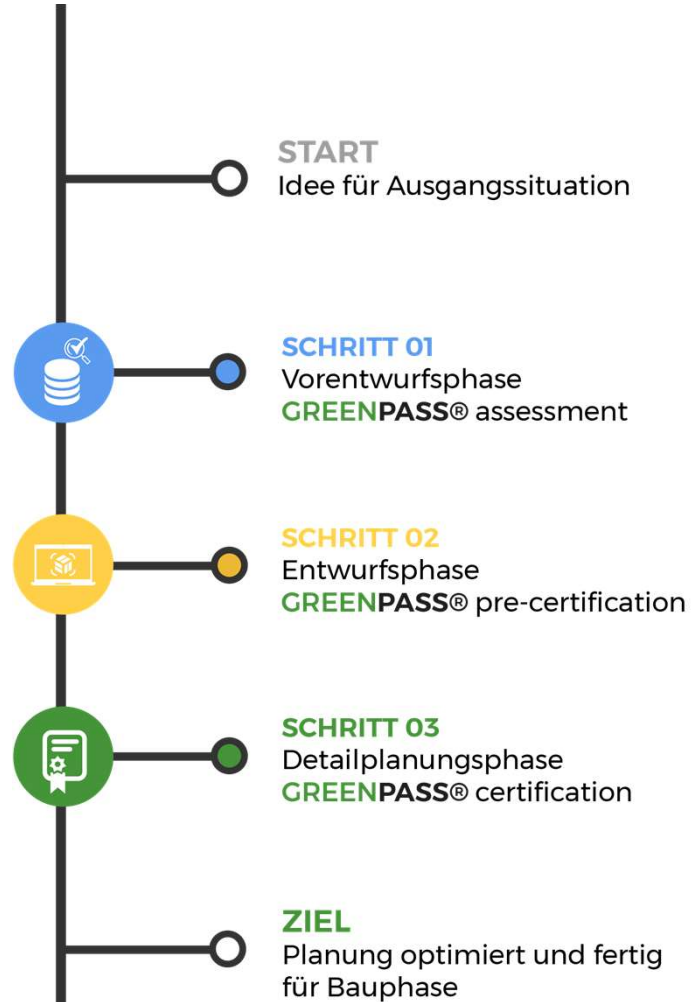 START
Idee für Ausgangssituation
SCHRITT 01
Vorentwurfsphase
GREENPASS® assessment
SCHRITT 02
Entwurfsphase
GREENPASS® pre-certification
SCHRITT 03
Detailplanungsphase
GREENPASS® certification
ZIEL
Planung optimiert und fertig
für Bauphase